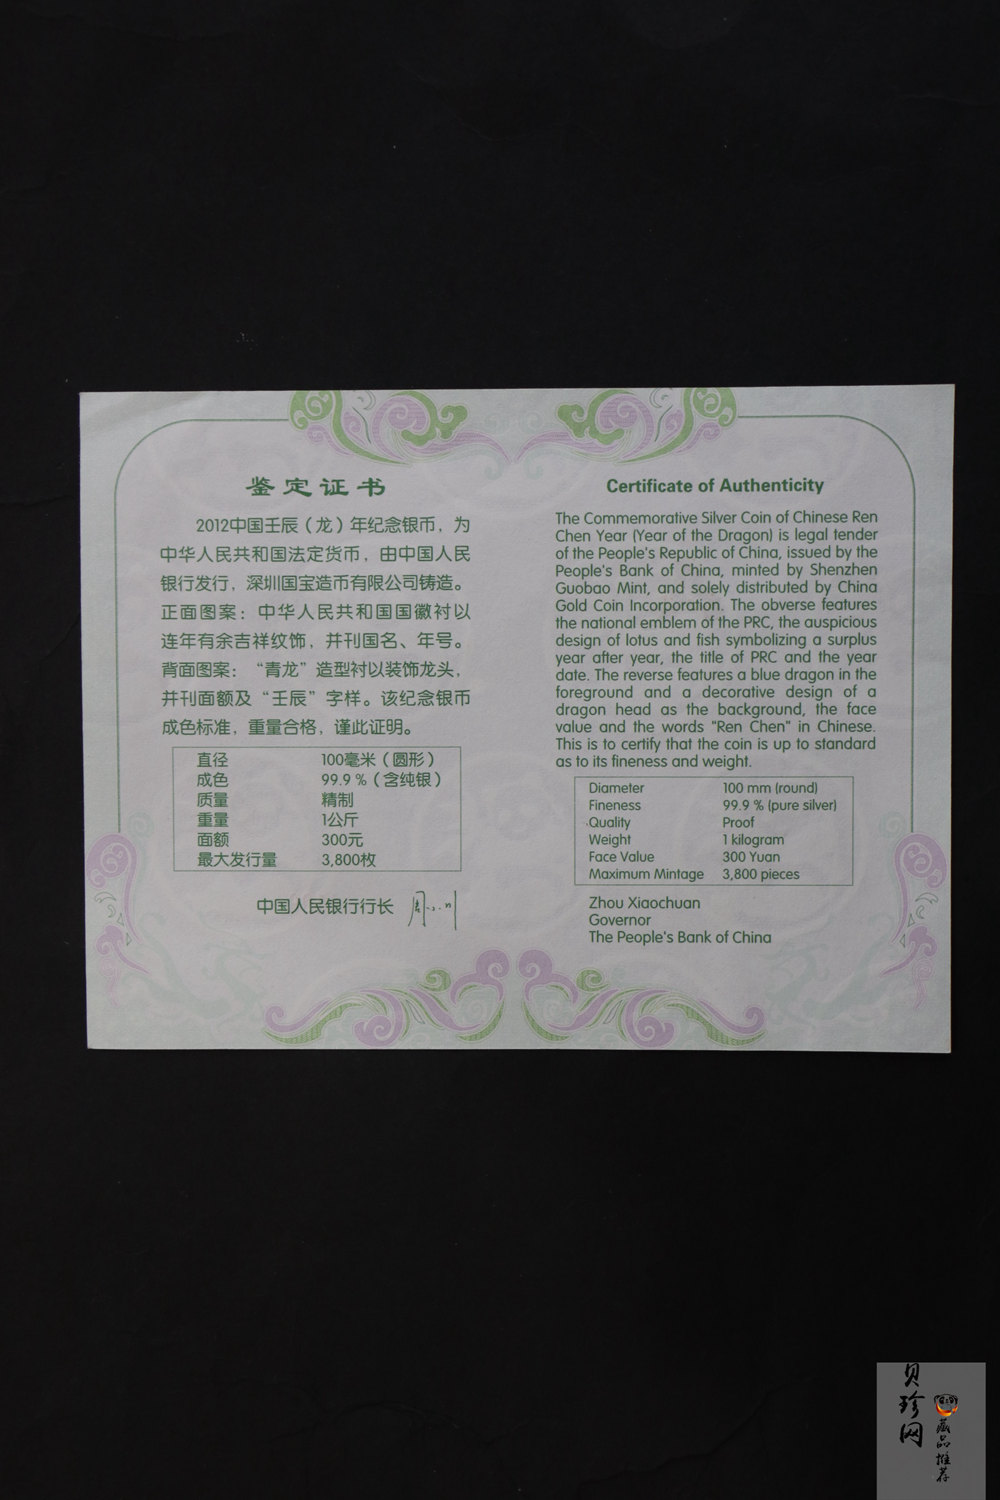 鉴定证书
2012中国壬辰（龙）年纪念银币，为
中华人民共和国法定货币，由中国人民
银行发行，深圳国宝造币有限公司铸造。
正面图案：中华人民共和国国徽衬以
连年有余吉祥纹饰，并刊国名、年号。
背面图案：“青龙”造型衬以装饰龙头，
并刊面额及“壬辰”字样。该纪念银币
成色标准，重量合格，谨此证明。
直径 100毫米（圆形）
成色 99.9 %（含纯银）
质量 精制
重量 1公斤
面额 300元
最大发行量 3,800枚
中国人民银行行长
Certificate of Authenticity
The Commemorative Silver Coin of Chinese Ren
Chen Year (Year of the Dragon) is legal tender
of the People's Republic of China, issued by the
People's Bank of China, minted by Shenzhen
Guobao Mint, and solely distributed by China
Gold Coin Incorporation. The obverse features
the national emblem of the PRC, the auspicious
design of lotus and fish symbolizing a surplus
year after year, the title of PRC and the year
date. The reverse features a blue dragon in the
foreground and a decorative design of a
dragon head as the background, the face
value and the words "Ren Chen" in Chinese.
This is to certify that the coin is up to standard
as to its fineness and weight.
Diameter 100 mm (round)
Fineness 99.9 % (pure silver)
Quality Proof
Weight 1 kilogram
Face Value 300 Yuan
Maximum Mintage 3,800 pieces
Zhou Xiaochuan
Governor
The People's Bank of China
贝珍网
藏品推荐